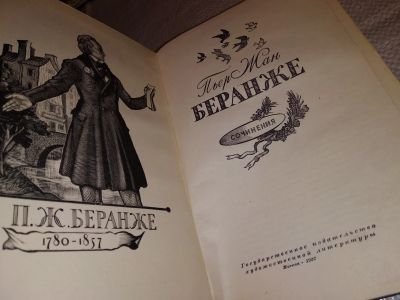 П.Ж.БЕРАНЖЕ
1780-1857
Пьер Жан
БЕРАНЖЕ
СОЧИНЕНИЯ
Государственное издательство
художественной литературы
Москва